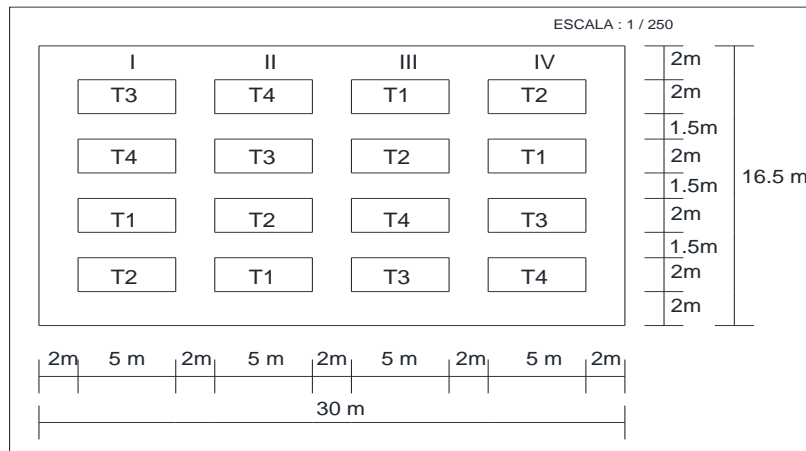 ESCALA : 1 / 250
I II III IV
2m
T3 T4 T1 T2
2m
1.5m
T4 T3 T2 T1
2m
16.5 m
1.5m
T1 T2 T4 T3
2m
1.5m
T2 T1 T3 T4
2m
2m
2m 5 m 2m 5 m 2m 5 m 2m 5 m 2m
30 m